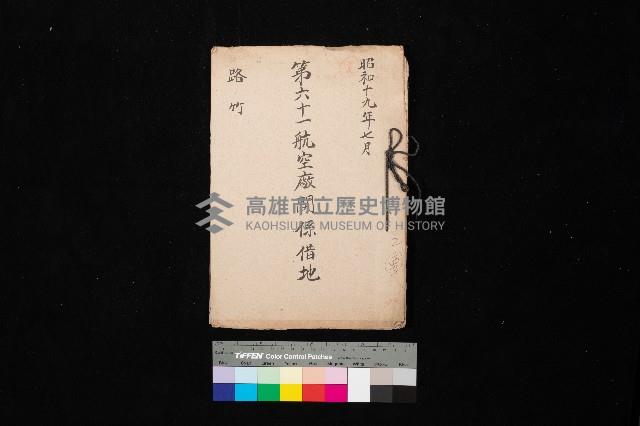 昭和十九年七月
第六十一航空廠関係借地
路竹
高雄市立歷史博物館
KAOHSIUNG MUSEUM OF HISTORY
TIFFEN Color Control Patches